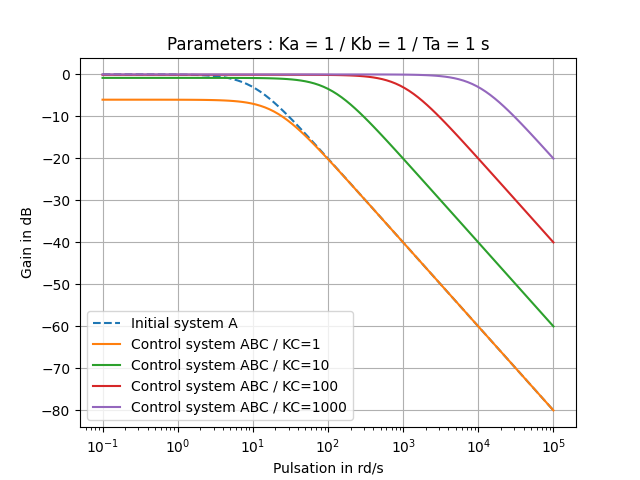 Parameters : Ka = 1 / Kb = 1 / Ta = 1 s
Gain in dB
0
−10
−20
−30
−40
−50
−60
−70
−80
Initial system A
Control system ABC / KC=1
Control system ABC / KC=10
Control system ABC / KC=100
Control system ABC / KC=1000
10⁻¹ 10⁰ 10¹ 10² 10³ 10⁴ 10⁵
Pulsation in rd/s